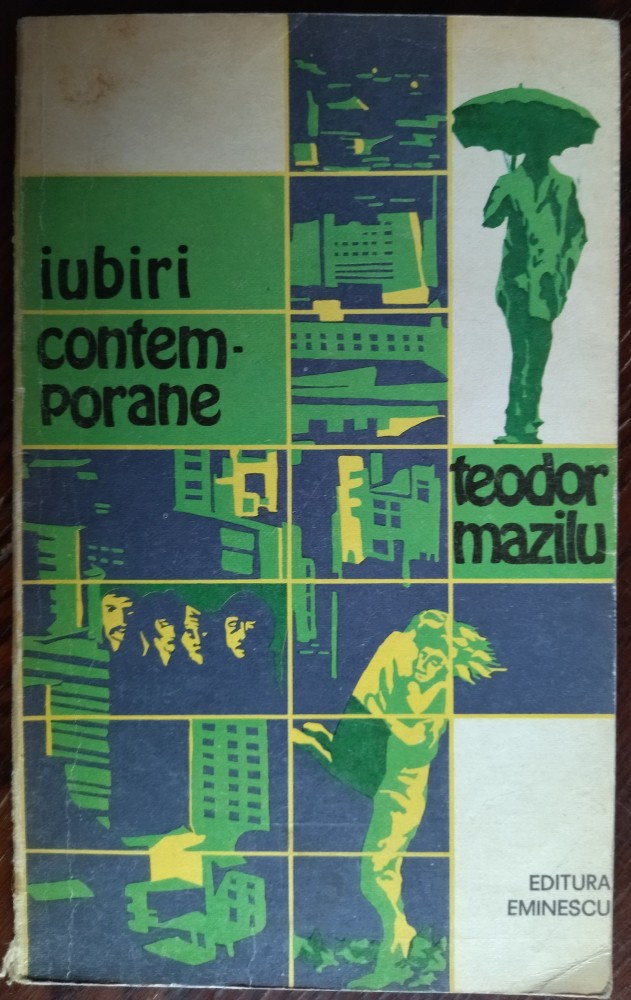 iubiri
contem-
porane
teodor
mazilu
EDITURA
EMINESCU